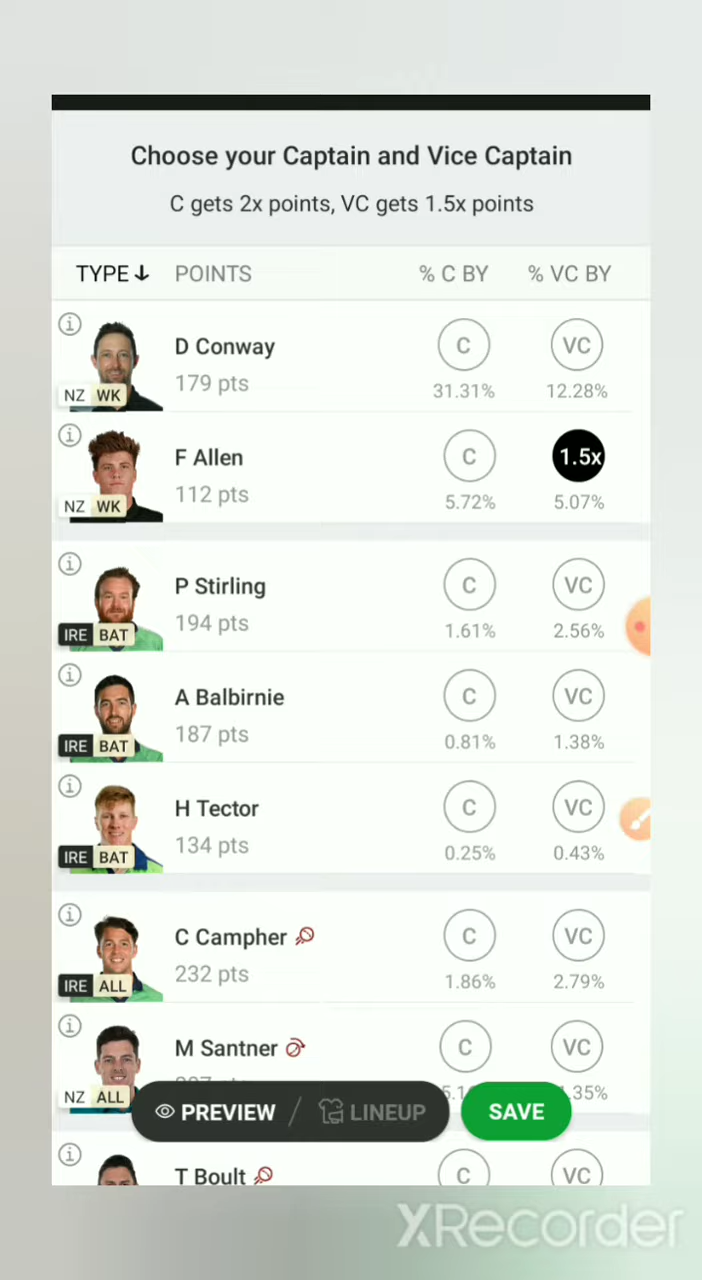 Choose your Captain and Vice Captain
C gets 2x points, VC gets 1.5x points
TYPE POINTS % C BY % VC BY
D Conway C VC
179 pts 31.31% 12.28%
NZ WK
F Allen C 1.5x
112 pts 5.72% 5.07%
NZ WK
P Stirling C VC
194 pts 1.61% 2.56%
IRE BAT
A Balbirnie C VC
187 pts 0.81% 1.38%
IRE BAT
H Tector C VC
134 pts 0.25% 0.43%
IRE BAT
C Campher C VC
232 pts 1.86% 2.79%
IRE ALL
M Santner C VC
NZ ALL
PREVIEW / LINEUP SAVE
T Boult C VC
XRecorder